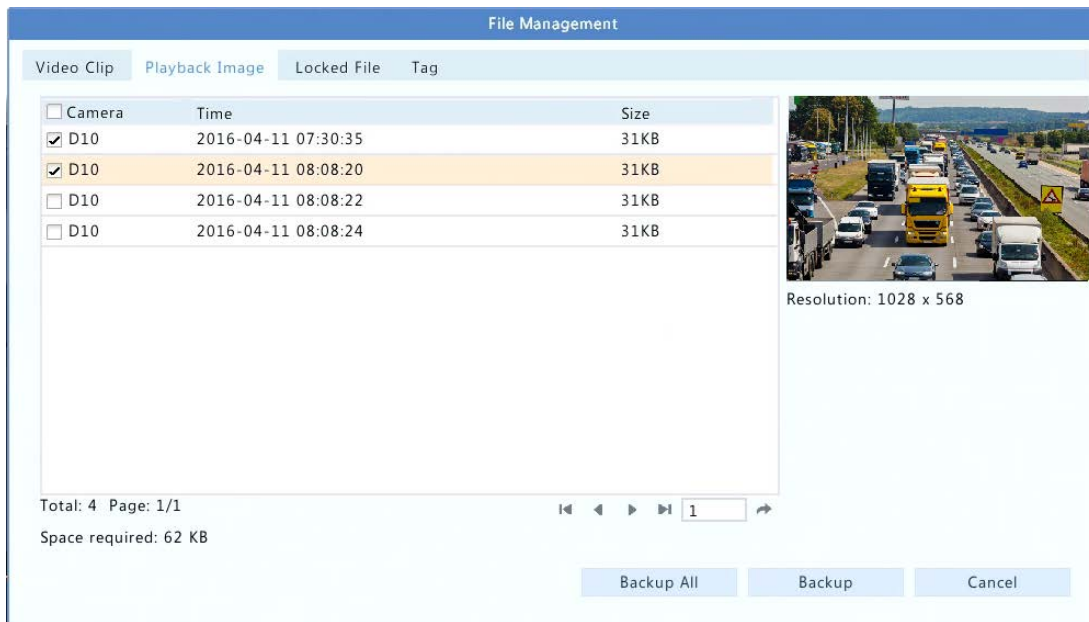 File Management
Video Clip Playback Image Locked File Tag
Camera Time Size
D10 2016-04-11 07:30:35 31KB
D10 2016-04-11 08:08:20 31KB
D10 2016-04-11 08:08:22 31KB
D10 2016-04-11 08:08:24 31KB
Resolution: 1028 x 568
Total: 4 Page: 1/1
1
Space required: 62 KB
Backup All Backup Cancel